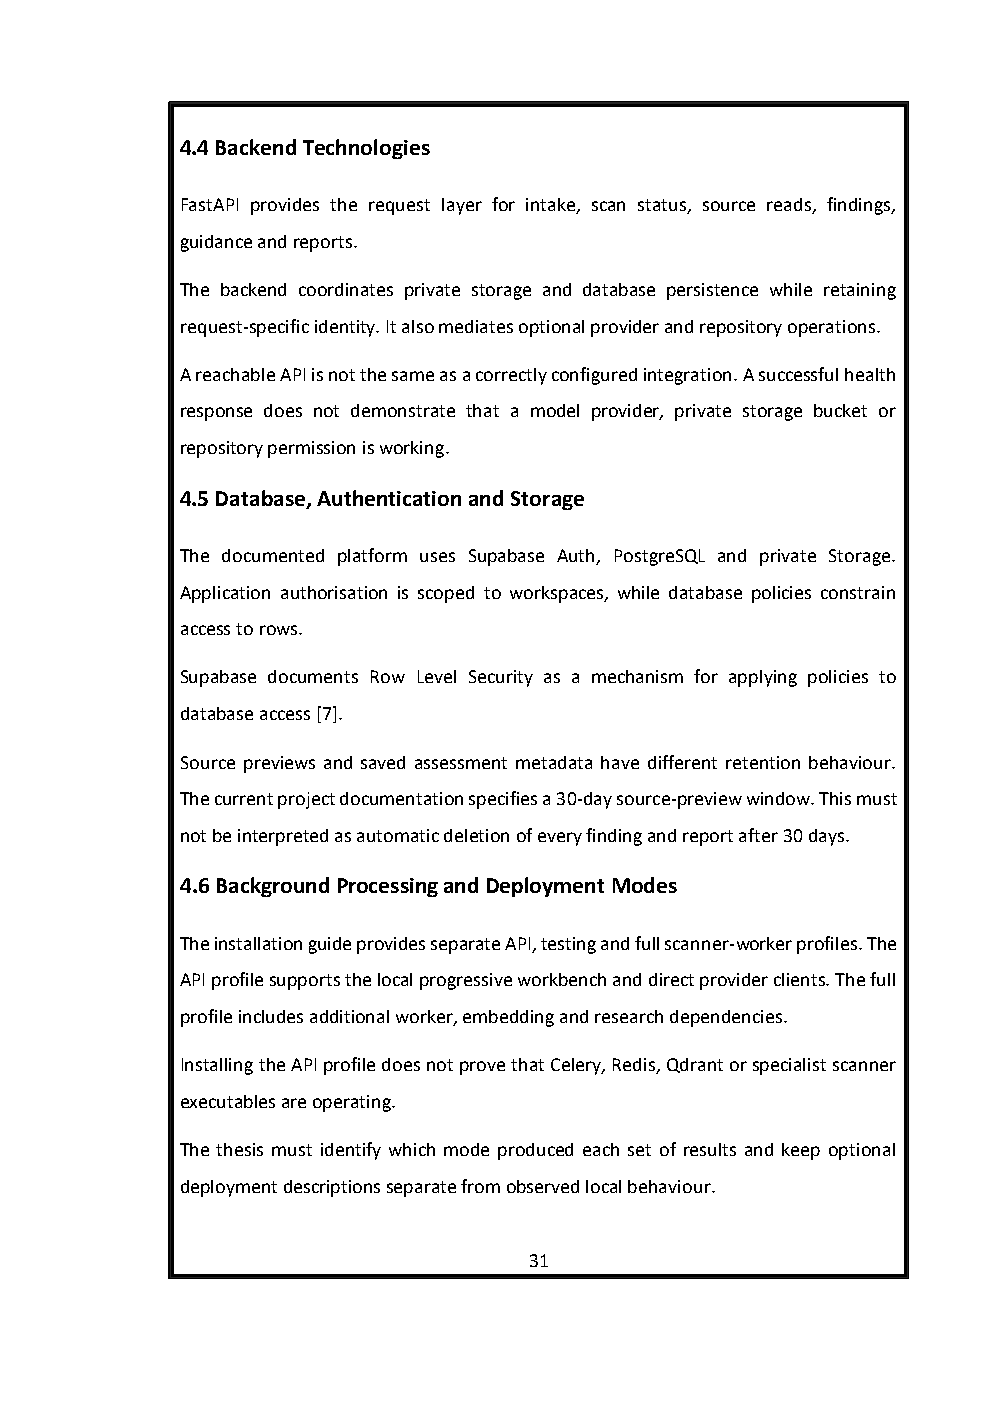 4.4 Backend Technologies
FastAPI provides the request layer for intake, scan status, source reads, findings,
guidance and reports.
The backend coordinates private storage and database persistence while retaining
request-specific identity. It also mediates optional provider and repository operations.
A reachable API is not the same as a correctly configured integration. A successful health
response does not demonstrate that a model provider, private storage bucket or
repository permission is working.
4.5 Database, Authentication and Storage
The documented platform uses Supabase Auth, PostgreSQL and private Storage.
Application authorisation is scoped to workspaces, while database policies constrain
access to rows.
Supabase documents Row Level Security as a mechanism for applying policies to
database access [7].
Source previews and saved assessment metadata have different retention behaviour.
The current project documentation specifies a 30-day source-preview window. This must
not be interpreted as automatic deletion of every finding and report after 30 days.
4.6 Background Processing and Deployment Modes
The installation guide provides separate API, testing and full scanner-worker profiles. The
API profile supports the local progressive workbench and direct provider clients. The full
profile includes additional worker, embedding and research dependencies.
Installing the API profile does not prove that Celery, Redis, Qdrant or specialist scanner
executables are operating.
The thesis must identify which mode produced each set of results and keep optional
deployment descriptions separate from observed local behaviour.
31